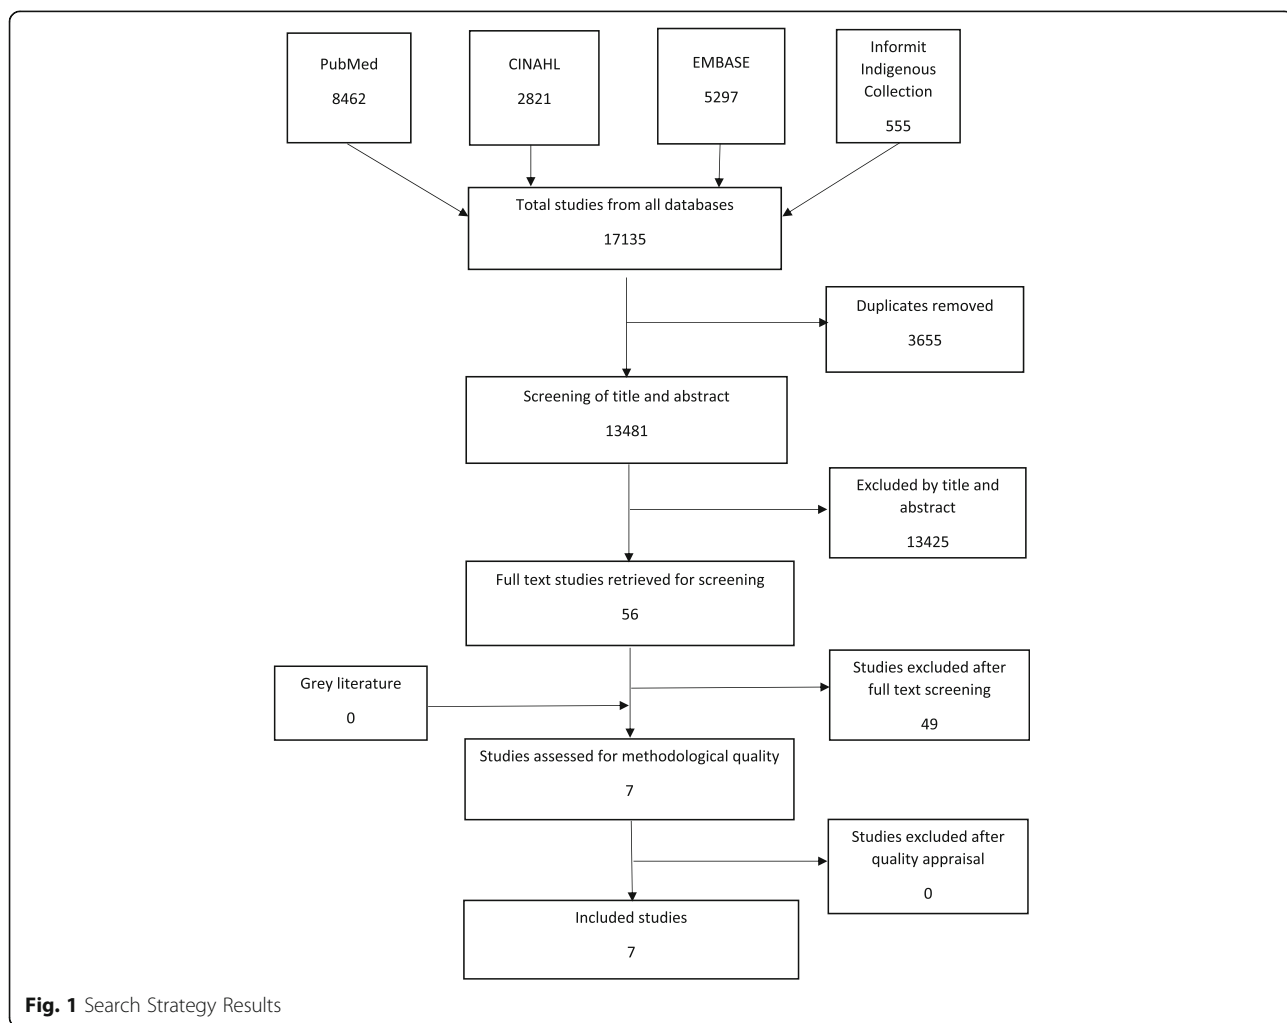 PubMed
8462
CINAHL
2821
EMBASE
5297
Informit
Indigenous
Collection
555
Total studies from all databases
17135
Duplicates removed
3655
Screening of title and abstract
13481
Excluded by title and
abstract
13425
Full text studies retrieved for screening
56
Grey literature
0
Studies excluded after
full text screening
49
Studies assessed for methodological quality
7
Studies excluded after
quality appraisal
0
Included studies
7
Fig. 1 Search Strategy Results